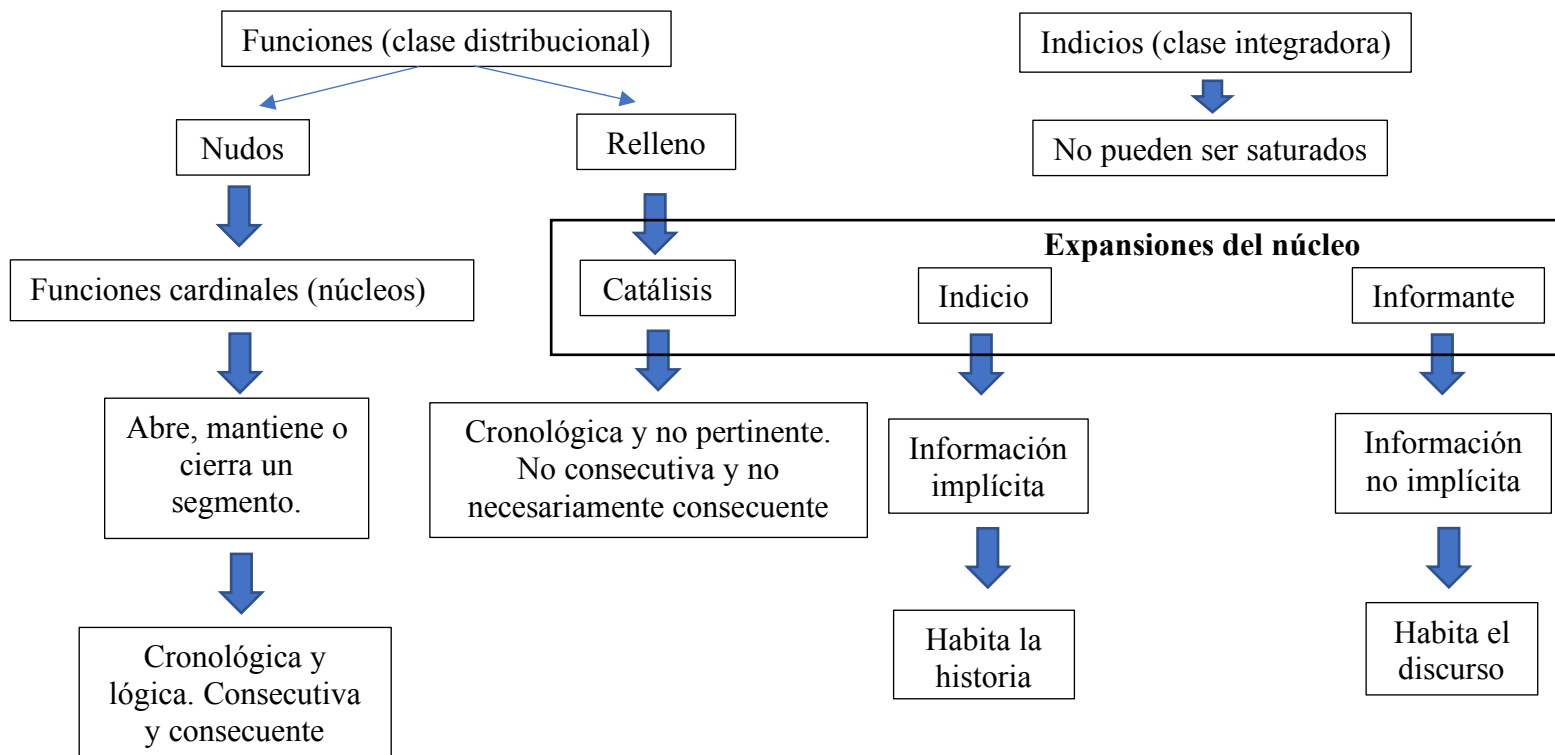 Funciones (clase distribucional)
Indicios (clase integradora)
Nudos
Relleno
No pueden ser saturados
Expansiones del núcleo
Funciones cardinales (núcleos)
Catálisis
Indicio
Informante
Abre, mantiene o
cierra un
segmento.
Cronológica y no pertinente.
No consecutiva y no
necesariamente consecuente
Información
implícita
Información
no implícita
Cronológica y
lógica. Consecutiva
y consecuente
Habita la
historia
Habita el
discurso